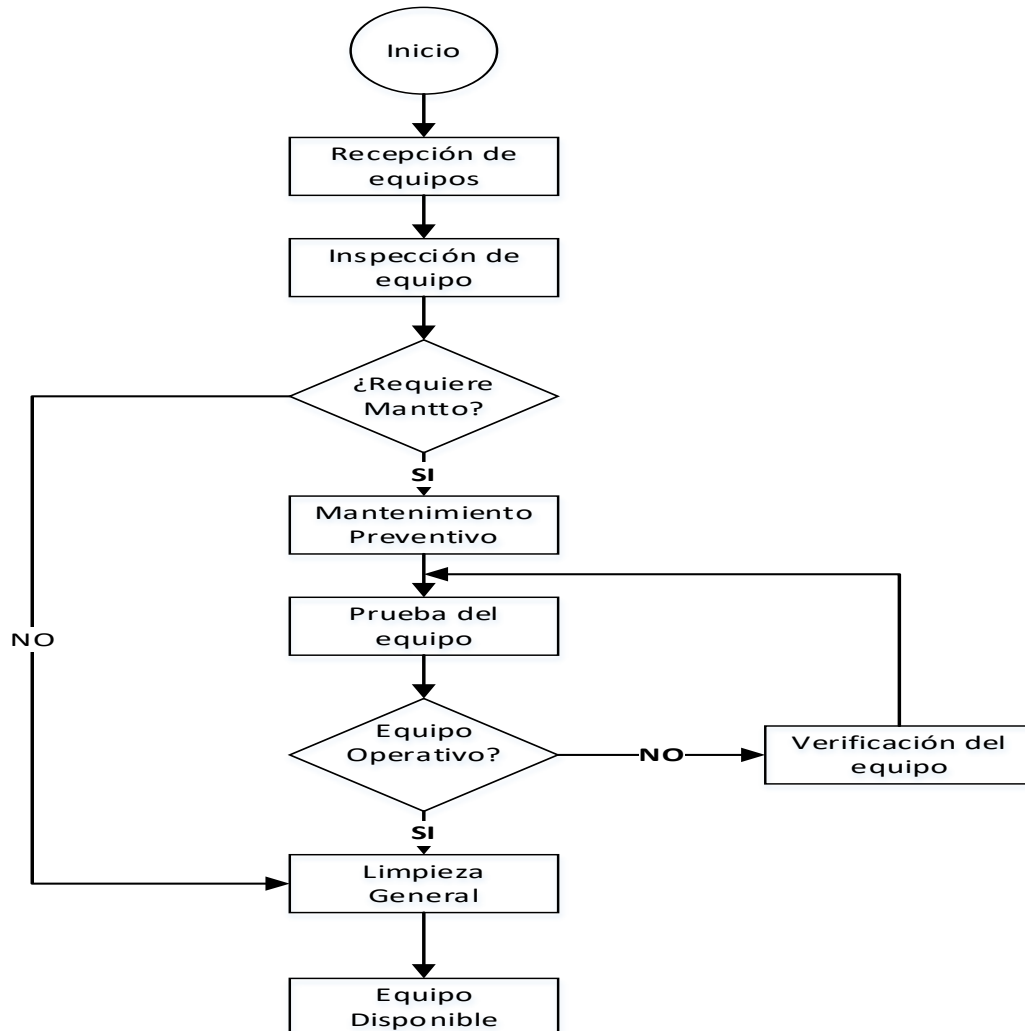 Inicio
Recepción de
equipos
Inspección de
equipo
¿Requiere
Mantto?
SI
Mantenimiento
Preventivo
Prueba del
equipo
NO
Equipo
Operativo?
NO
Verificación del
equipo
SI
Limpieza
General
Equipo
Disponible